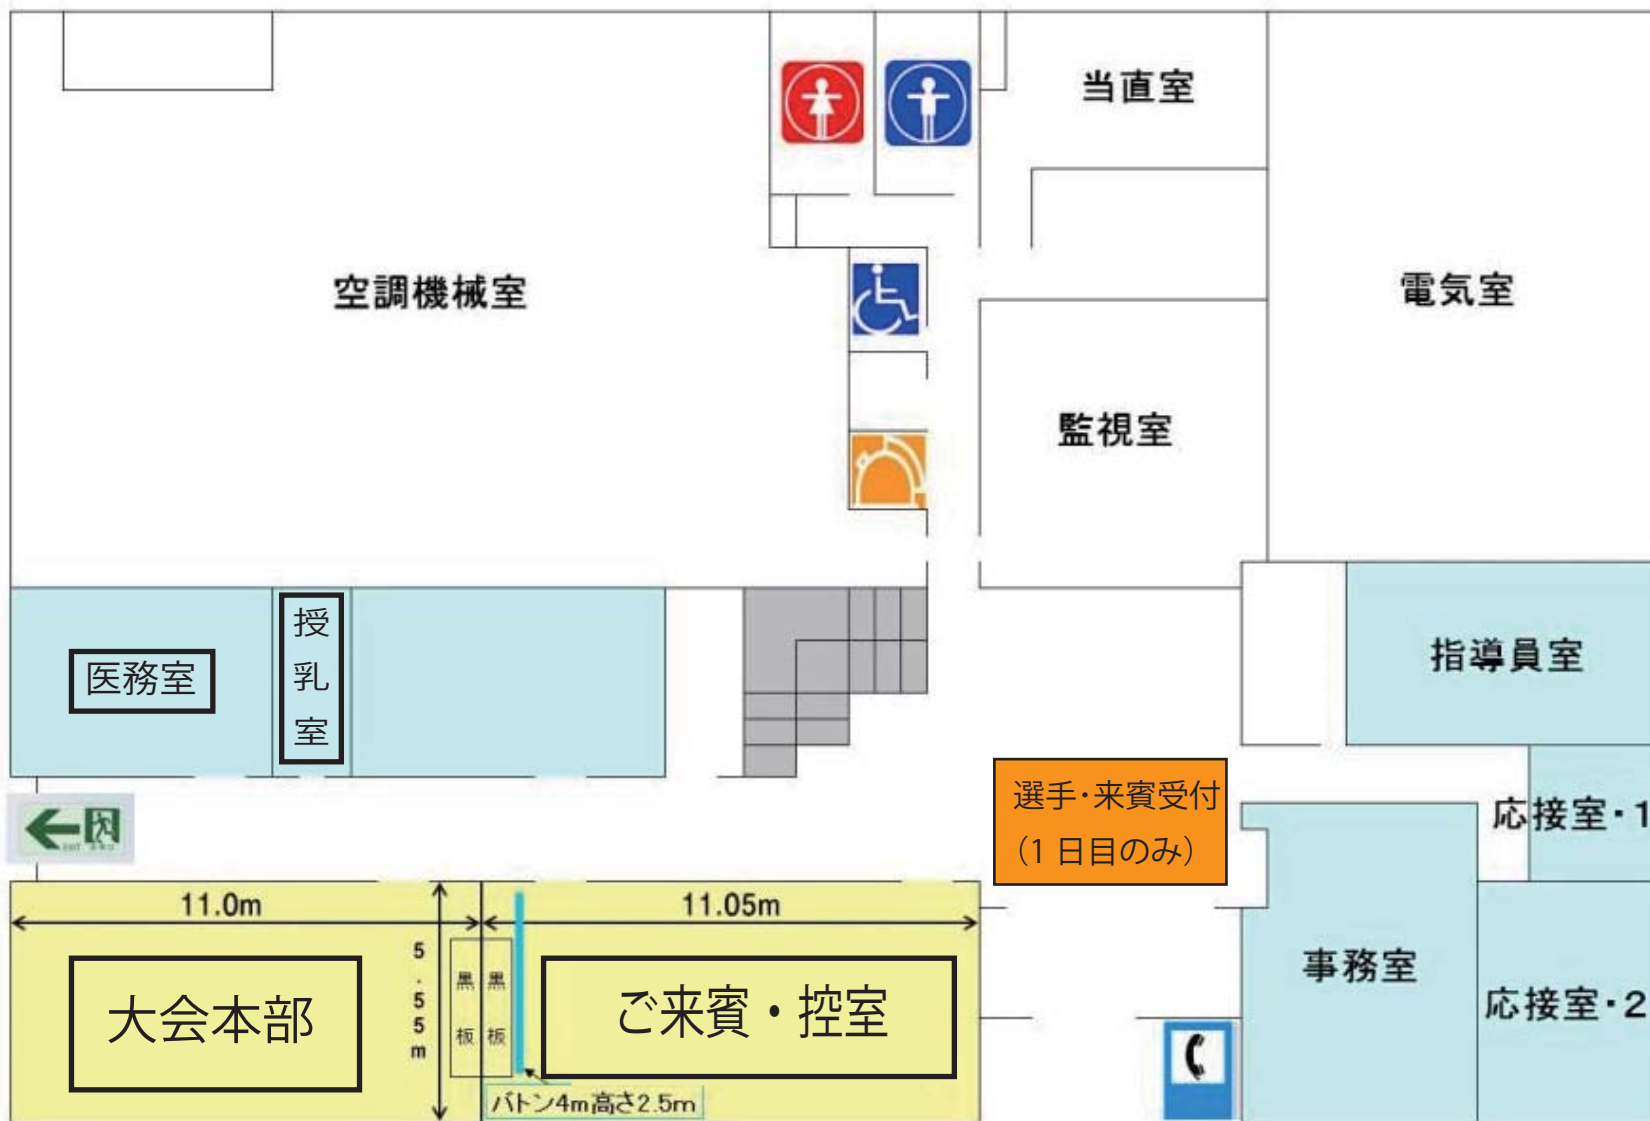 当直室
空調機械室
電気室
監視室
授乳室
医務室
指導員室
選手・来賓受付
（1日目のみ）
応接室・1
11.0m
11.05m
5.55m
黒板
黒板
大会本部
ご来賓・控室
事務室
応接室・2
バトン4m高さ2.5m